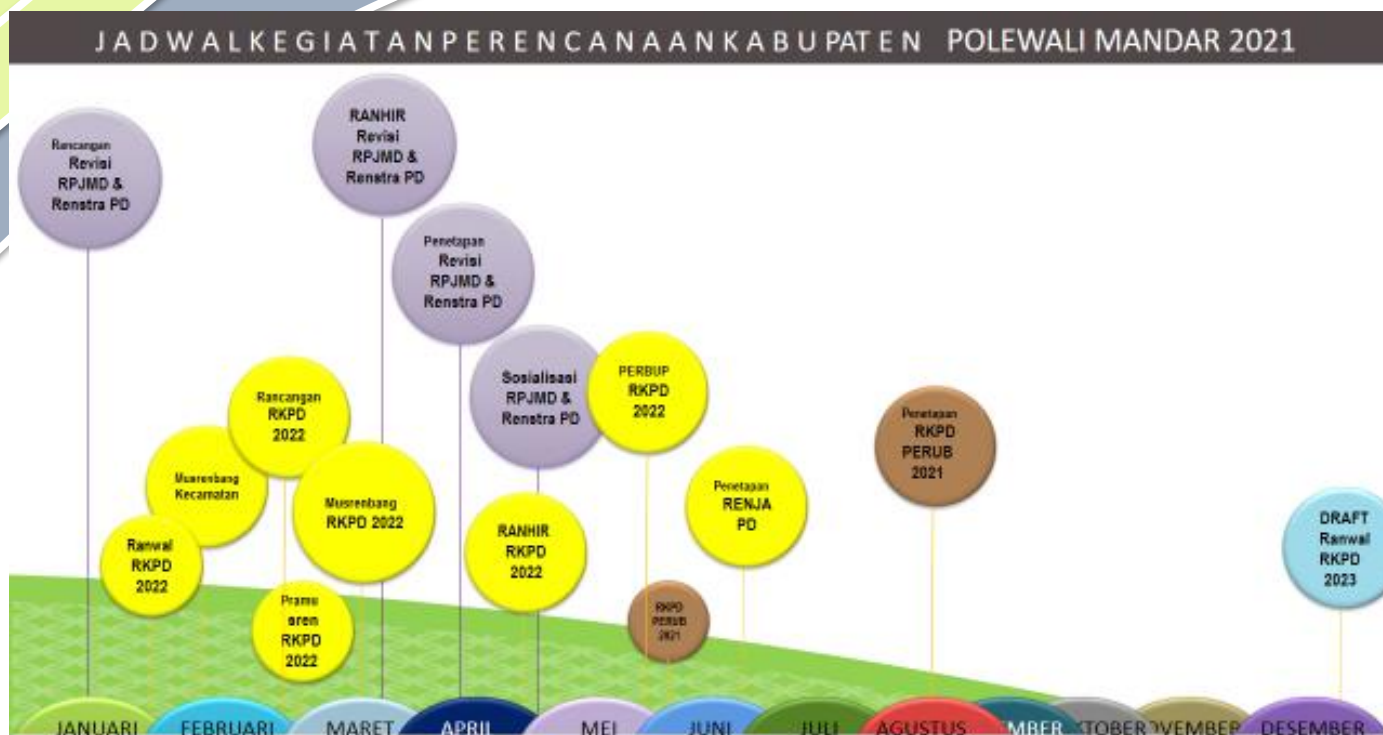 J A D W A L K E G I A T A N P E R E N C A N A A N K A B U P A T E N POLEWALI MANDAR 2021
Rancangan
Revisi
RPJMD &
Renstra PD
RANHIR
Revisi
RPJMD &
Renstra PD
Penetapan
Revisi
RPJMD &
Renstra PD
Sosialisasi
RPJMD &
Renstra PD
PERBUP
RKPD
2022
Rancangan
RKPD
2022
Musrenbang
Kecamatan
Ranwal
RKPD
2022
Musrenbang
RKPD 2022
Pramu
sren
RKPD
2022
RANHIR
RKPD
2022
Penetapan
RENJA
PD
RKPD
PERUB
2021
Penetapan
RKPD
PERUB
2021
DRAFT
Ranwal
RKPD
2023
JANUARI
FEBRUARI
MARET
APRIL
MEI
JUNI
JULI
AGUSTUS
MBER
KTOBER
OVEMBER
DESEMBER